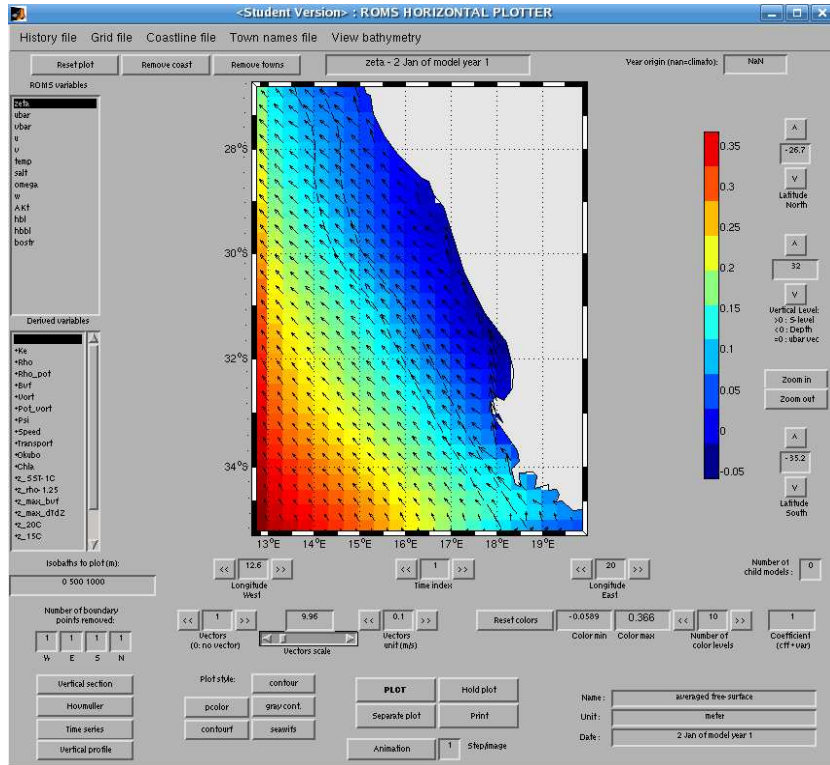 <Student Version> : ROMS HORIZONTAL PLOTTER
History file Grid file Coastline file Town names file View bathymetry
Reset plot Remove coast Remove towns zeta - 2 Jan of model year 1 Year origin (nan=climato): NaN
ROMS variables
zeta
ubar
vbar
u
v
temp
salt
omega
w
AKt
hbl
hbbl
bostr
Derived variables
*Ke
*Rho
*Rho_pot
*Bvf
*Vort
*Pot_vort
*Psi
*Speed
*Transport
*Okubo
*Chla
*z_SST-1C
*z_rho-1.25
*z_max_bvf
*z_max_dTdZ
*z_20C
*z_15C
28°S
30°S
32°S
34°S
13°E 14°E 15°E 16°E 17°E 18°E 19°E
0.35
0.3
0.25
0.2
0.15
0.1
0.05
0
-0.05
^
-26.7
V
Latitude
North
^
32
V
Vertical Level:
>0 : S-level
<0 : Depth
=0 : ubar vec
Zoom in
Zoom out
^
-35.2
V
Latitude
South
Isobaths to plot (m):
0 500 1000
<< 12.6 >>
Longitude
West
<< 1 >>
Time index
<< 20 >>
Longitude
East
Number of
child models : 0
Number of boundary
points removed:
1 1 1 1
W E S N
<< 1 >>
Vectors
(0: no vector)
9.96
Vectors scale
<< 0.1 >>
Vectors
unit (m/s)
Reset colors
-0.0589 0.366
Color min Color max
<< 10 >>
Number of
color levels
1
Coefficient
(cff*var)
Vertical section
Hovmuller
Time series
Vertical profile
Plot style: contour
pcolor gray cont.
contourf seawifs
PLOT Hold plot
Separate plot Print
Animation 1 Step/image
Name : averaged free-surface
Unit : meter
Date : 2 Jan of model year 1